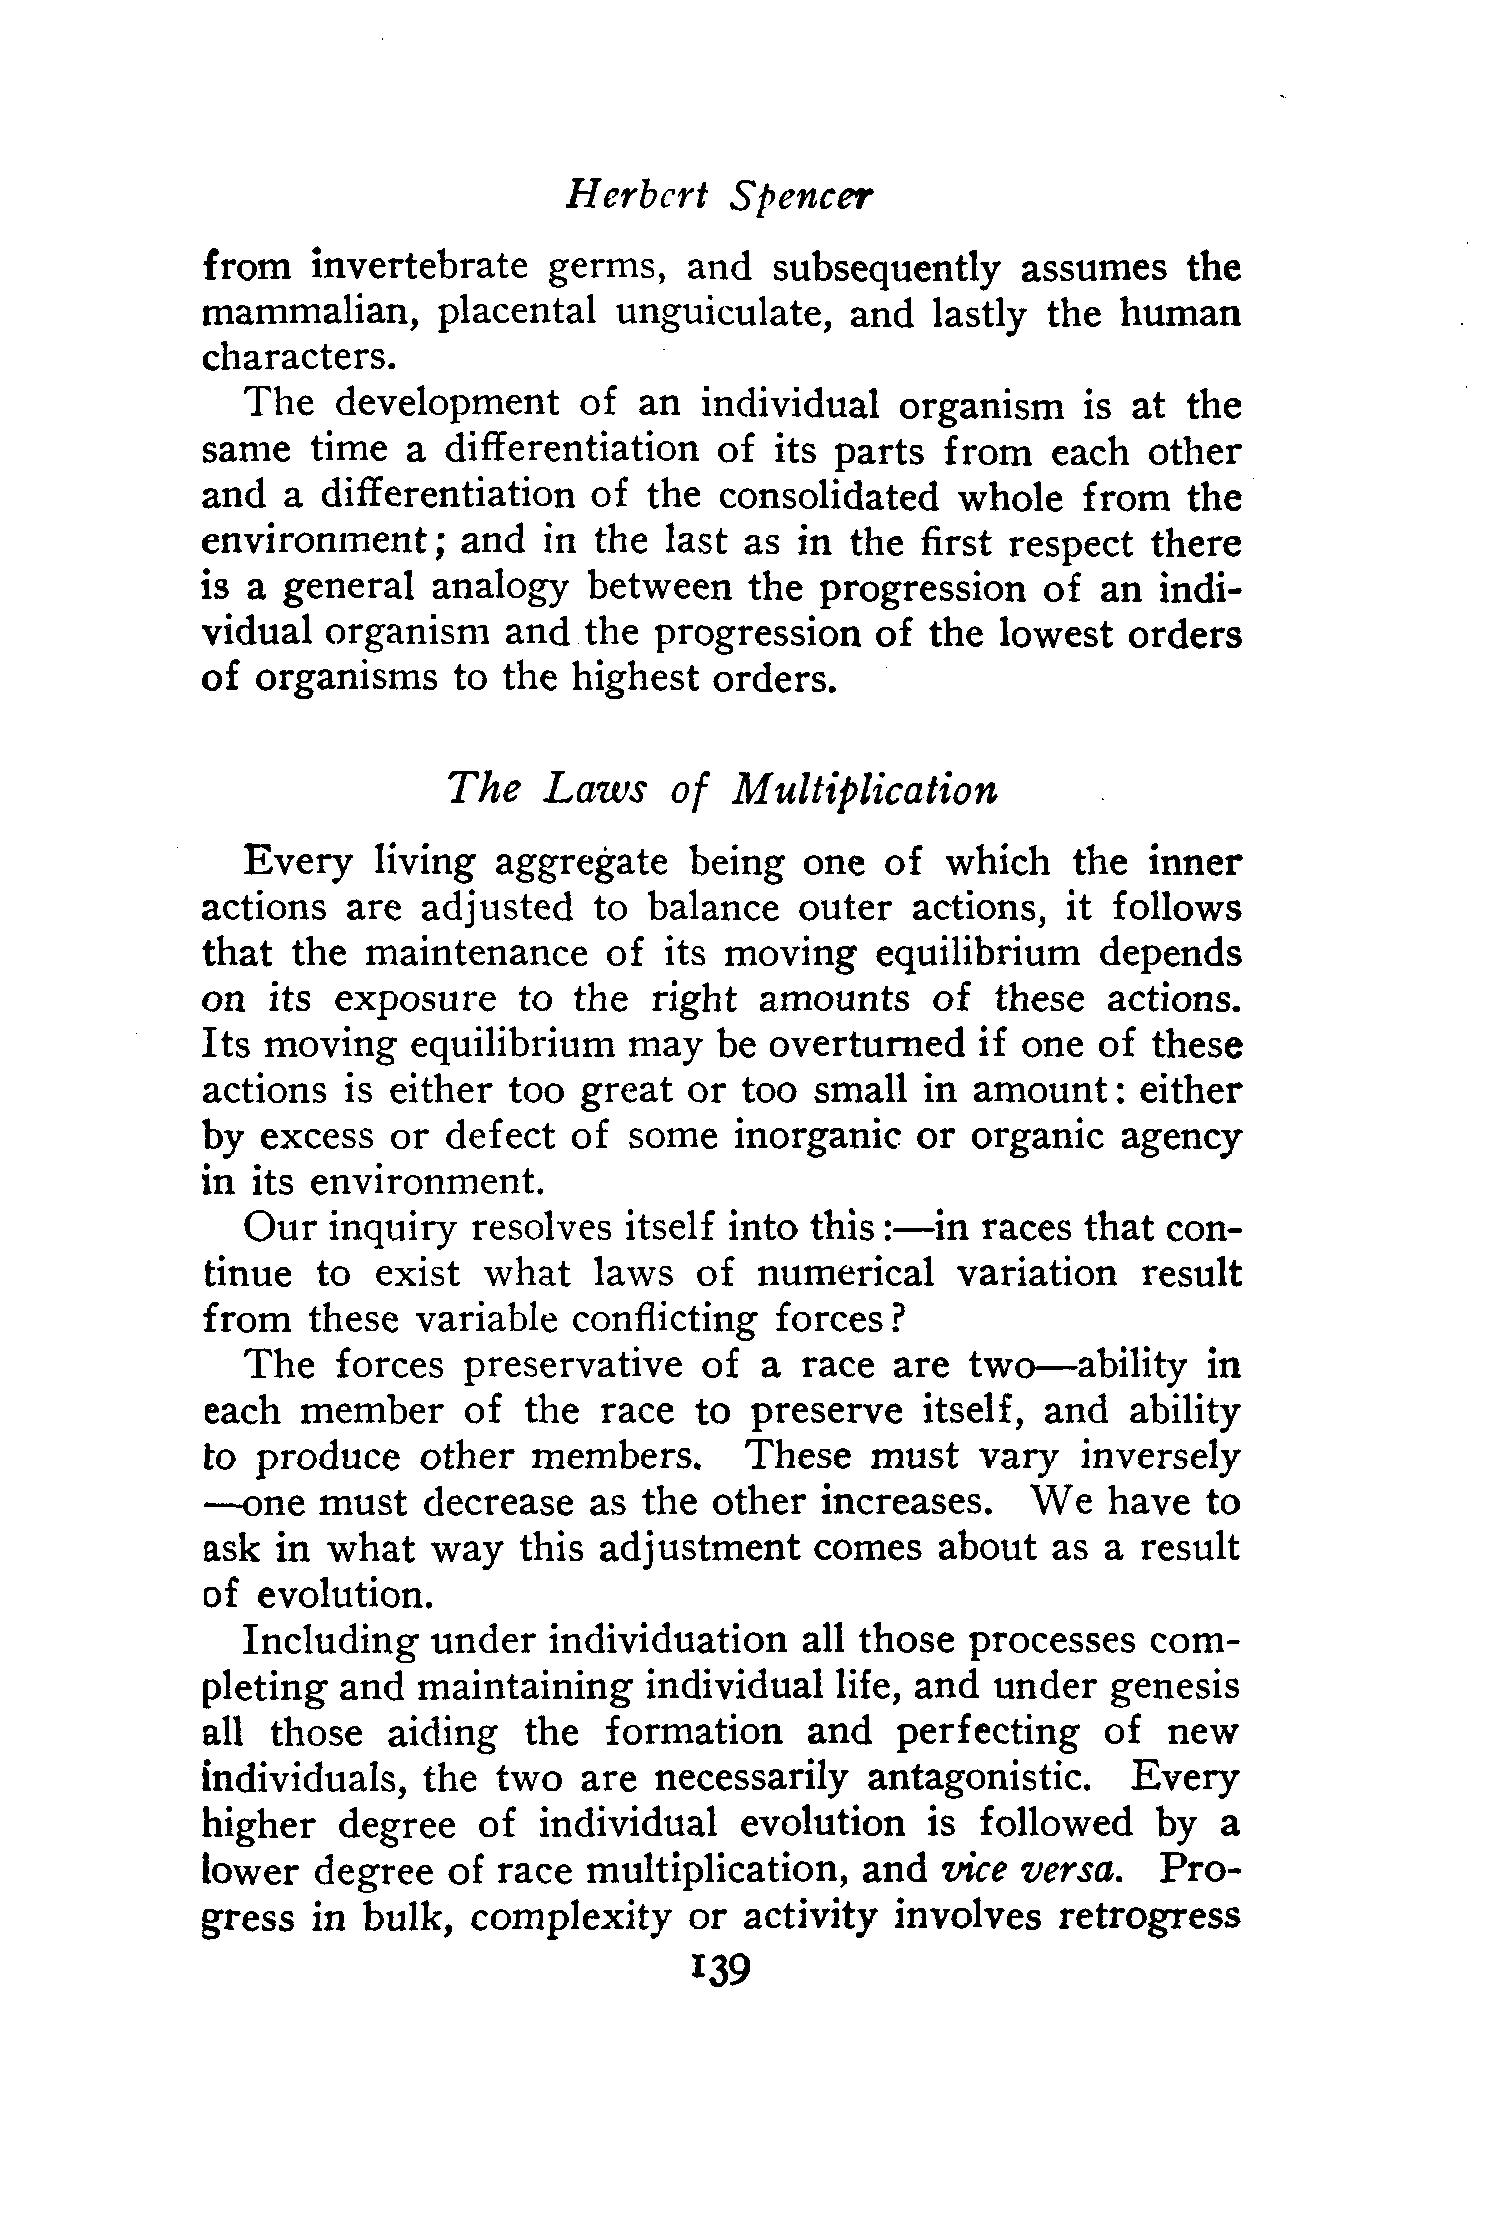 Herbert Spencer
from invertebrate germs, and subsequently assumes the
mammalian, placental unguiculate, and lastly the human
characters.
The development of an individual organism is at the
same time a differentiation of its parts from each other
and a differentiation of the consolidated whole from the
environment; and in the last as in the first respect there
is a general analogy between the progression of an indi-
vidual organism and the progression of the lowest orders
of organisms to the highest orders.
The Laws of Multiplication
Every living aggregate being one of which the inner
actions are adjusted to balance outer actions, it follows
that the maintenance of its moving equilibrium depends
on its exposure to the right amounts of these actions.
Its moving equilibrium may be overturned if one of these
actions is either too great or too small in amount: either
by excess or defect of some inorganic or organic agency
in its environment.
Our inquiry resolves itself into this:—in races that con-
tinue to exist what laws of numerical variation result
from these variable conflicting forces?
The forces preservative of a race are two—ability in
each member of the race to preserve itself, and ability
to produce other members. These must vary inversely
—one must decrease as the other increases. We have to
ask in what way this adjustment comes about as a result
of evolution.
Including under individuation all those processes com-
pleting and maintaining individual life, and under genesis
all those aiding the formation and perfecting of new
individuals, the two are necessarily antagonistic. Every
higher degree of individual evolution is followed by a
lower degree of race multiplication, and vice versa. Pro-
gress in bulk, complexity or activity involves retrogress
139